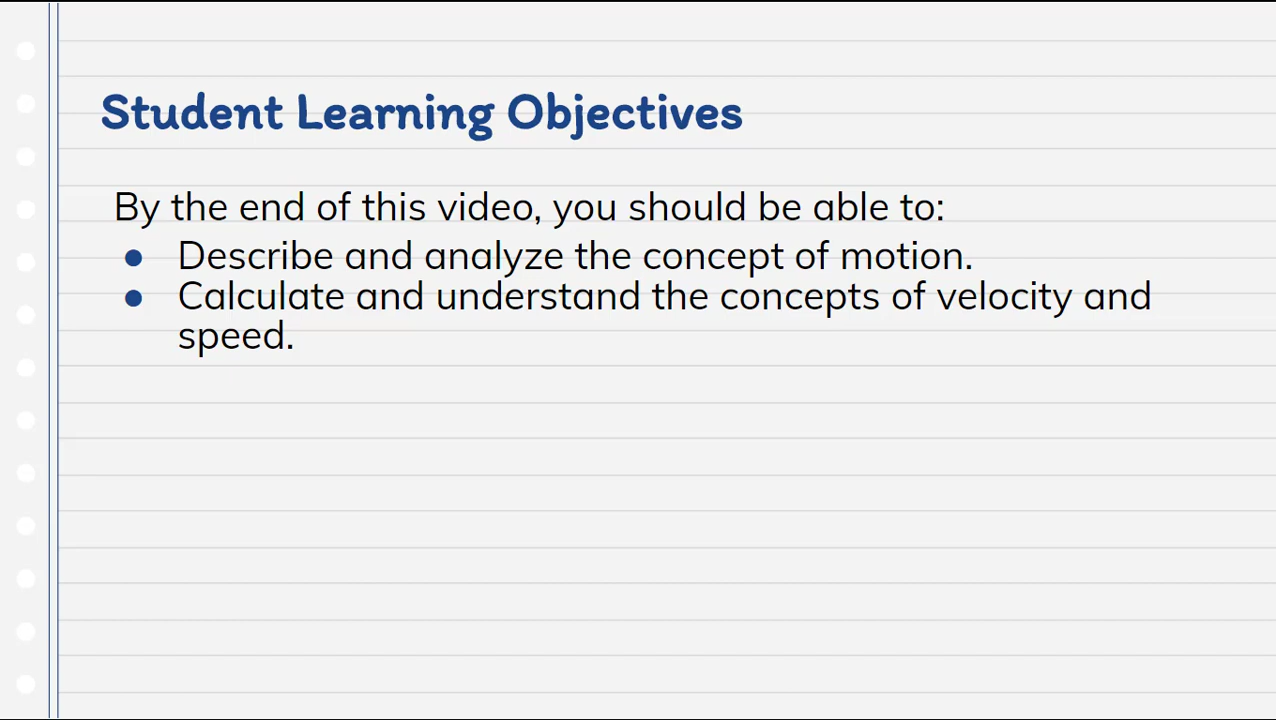 Student Learning Objectives
By the end of this video, you should be able to:
● Describe and analyze the concept of motion.
● Calculate and understand the concepts of velocity and
speed.